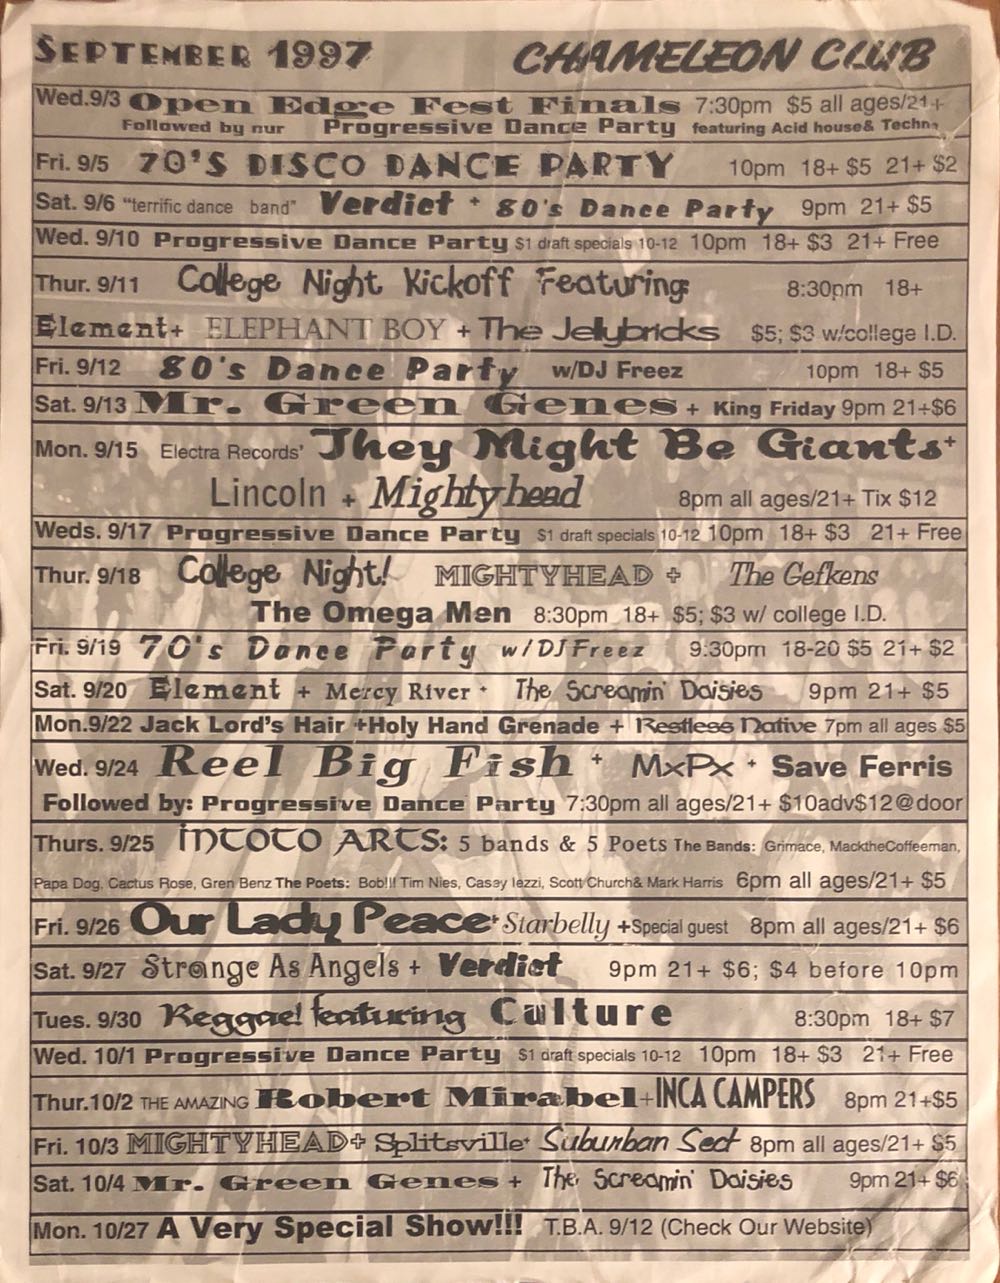 SEPTEMBER 1997 CHAMELEON CLUB
Wed.9/3 Open Edge Fest Finals 7:30pm $5 all ages/21+
Followed by nur Progressive Dance Party featuring Acid house& Techn
Fri. 9/5 70'S DISCO DANCE PARTY 10pm 18+ $5 21+ $2
Sat. 9/6 "terrific dance band" Verdict + 80's Dance Party 9pm 21+ $5
Wed. 9/10 Progressive Dance Party $1 draft specials 10-12 10pm 18+ $3 21+ Free
Thur. 9/11 College Night Kickoff Featuring: 8:30pm 18+
Element+ ELEPHANT BOY + The Jellybricks $5; $3 w/college I.D.
Fri. 9/12 80's Dance Party w/DJ Freez 10pm 18+ $5
Sat. 9/13 Mr. Green Genes + King Friday 9pm 21+$6
Mon. 9/15 Electra Records' They Might Be Giants+
Lincoln + Mightyhead 8pm all ages/21+ Tix $12
Weds. 9/17 Progressive Dance Party $1 draft specials 10-12 10pm 18+ $3 21+ Free
Thur. 9/18 College Night! MIGHTYHEAD + The Gefkens
The Omega Men 8:30pm 18+ $5; $3 w/ college I.D.
Fri. 9/19 70's Dance Party w/DJ Freez 9:30pm 18-20 $5 21+ $2
Sat. 9/20 Element + Mercy River + The Screamin' Daisies 9pm 21+ $5
Mon.9/22 Jack Lord's Hair +Holy Hand Grenade + Restless Native 7pm all ages $5
Wed. 9/24 Reel Big Fish + MxPx + Save Ferris
Followed by: Progressive Dance Party 7:30pm all ages/21+ $10adv$12@door
Thurs. 9/25 INTOTO ARTS: 5 bands & 5 Poets The Bands: Grimace, MacktheCoffeeman,
Papa Dog, Cactus Rose, Gren Benz The Poets: Bob!!! Tim Nies, Casey Iezzi, Scott Church& Mark Harris 6pm all ages/21+ $5
Fri. 9/26 Our Lady Peace+ Starbelly +Special guest 8pm all ages/21+ $6
Sat. 9/27 Strange As Angels + Verdict 9pm 21+ $6; $4 before 10pm
Tues. 9/30 Reggae! featuring Culture 8:30pm 18+ $7
Wed. 10/1 Progressive Dance Party $1 draft specials 10-12 10pm 18+ $3 21+ Free
Thur.10/2 THE AMAZING Robert Mirabel+INCA CAMPERS 8pm 21+$5
Fri. 10/3 MIGHTYHEAD+ Splitsville+ Suburban Sect 8pm all ages/21+ $5
Sat. 10/4 Mr. Green Genes + The Screamin' Daisies 9pm 21+ $6
Mon. 10/27 A Very Special Show!!! T.B.A. 9/12 (Check Our Website)